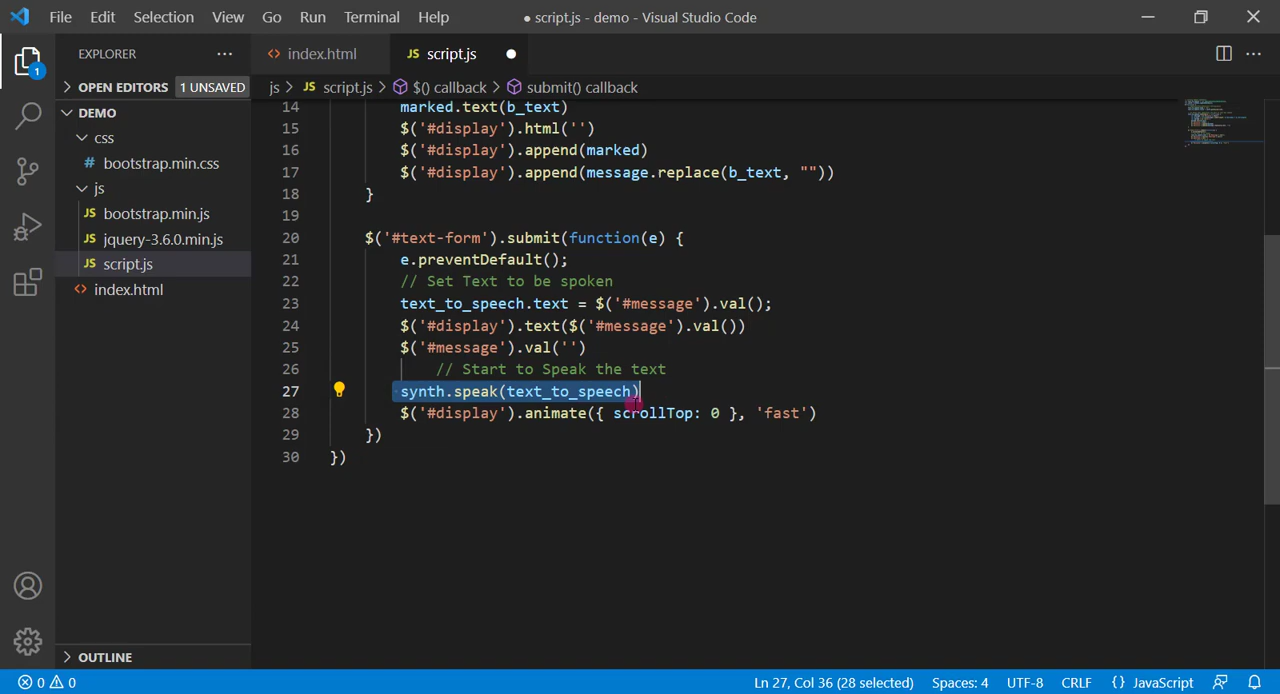 File Edit Selection View Go Run Terminal Help
● script.js - demo - Visual Studio Code
EXPLORER ···
<> index.html
JS script.js ●
1
> OPEN EDITORS 1 UNSAVED
js > JS script.js > $() callback > submit() callback
DEMO
css
# bootstrap.min.css
js
JS bootstrap.min.js
JS jquery-3.6.0.min.js
JS script.js
<> index.html
14 marked.text(b_text)
15 $('#display').html('')
16 $('#display').append(marked)
17 $('#display').append(message.replace(b_text, ""))
18 }
19
20 $('#text-form').submit(function(e) {
21 e.preventDefault();
22 // Set Text to be spoken
23 text_to_speech.text = $('#message').val();
24 $('#display').text($('#message').val())
25 $('#message').val('')
26 // Start to Speak the text
27 synth.speak(text_to_speech)
28 $('#display').animate({ scrollTop: 0 }, 'fast')
29 })
30 })
> OUTLINE
0 0
Ln 27, Col 36 (28 selected) Spaces: 4 UTF-8 CRLF {} JavaScript